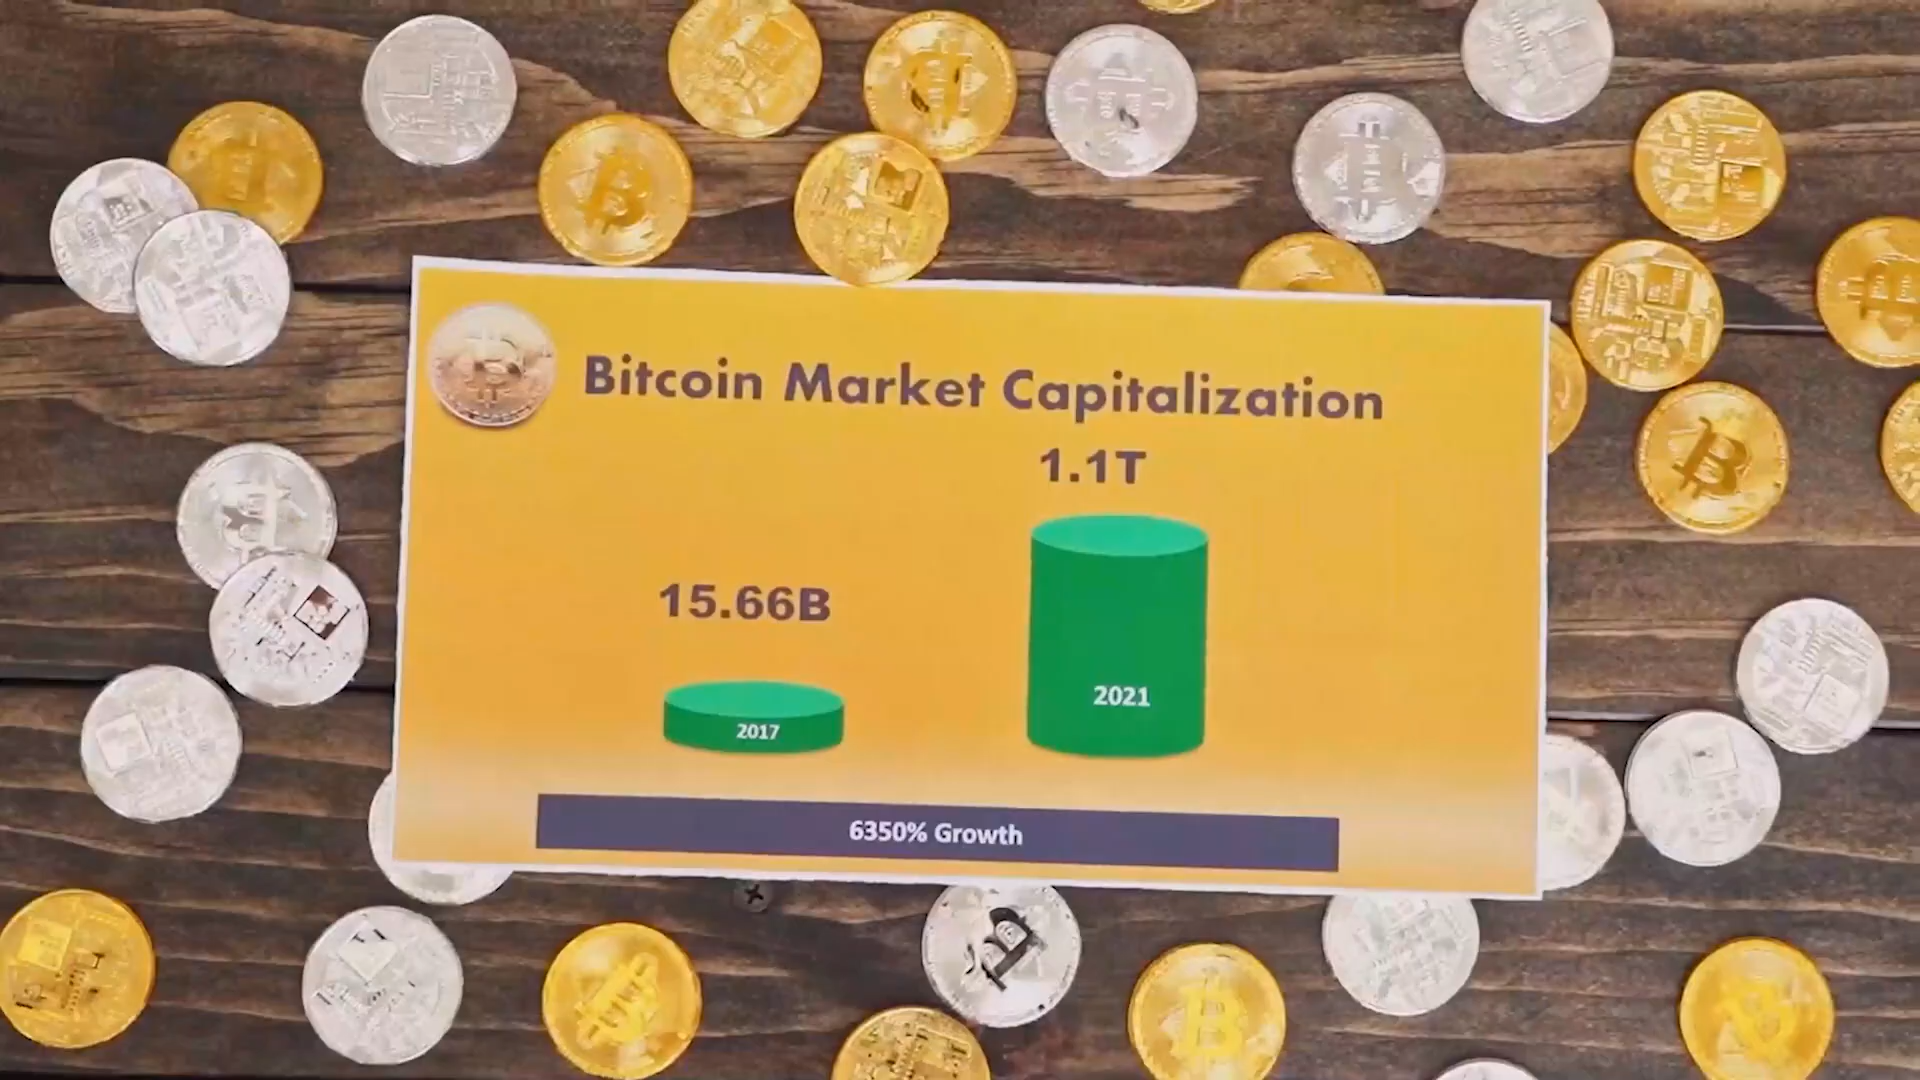 Bitcoin Market Capitalization
1.1T
15.66B
2021
2017
6350% Growth